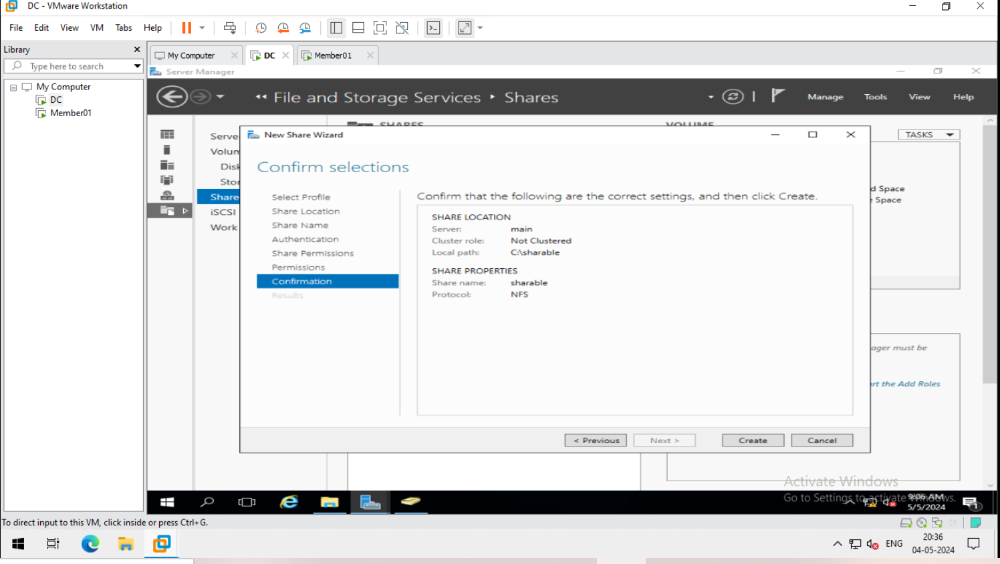 DC - VMware Workstation
File Edit View VM Tabs Help
Library
Type here to search
My Computer
DC
Member01
My Computer DC Member01
Server Manager
File and Storage Services Shares
Manage Tools View Help
SHARES
VOLUME
TASKS
Serve
Volum
Disk
Stor
Share
iSCSI
Work
New Share Wizard
Confirm selections
Select Profile
Share Location
Share Name
Authentication
Share Permissions
Permissions
Confirmation
Results
Confirm that the following are the correct settings, and then click Create.
SHARE LOCATION
Server: main
Cluster role: Not Clustered
Local path: C:\sharable
SHARE PROPERTIES
Share name: sharable
Protocol: NFS
< Previous Next > Create Cancel
d Space
e Space
ager must be
rt the Add Roles
Activate Windows
Go to Settings to activate Windows.
9:06 AM
5/5/2024
1
To direct input to this VM, click inside or press Ctrl+G.
ENG
20:36
04-05-2024